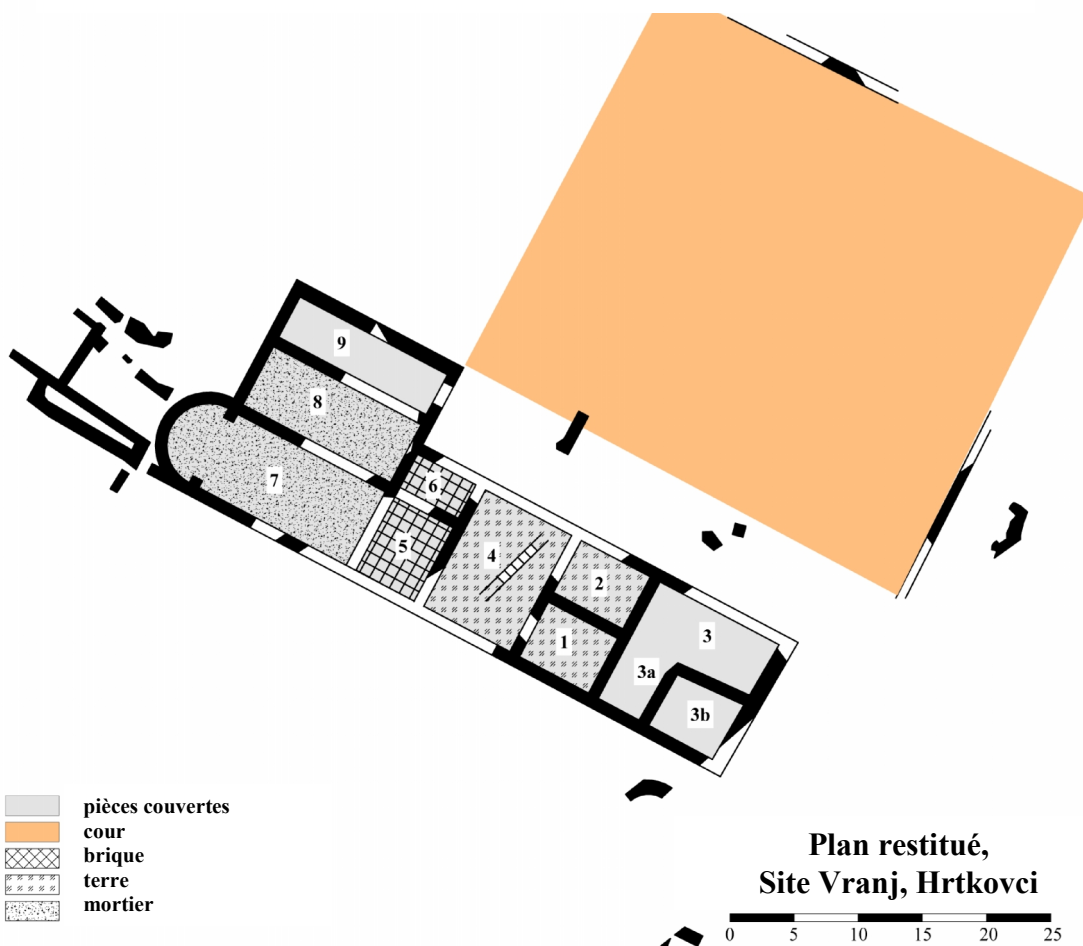 9
8
7
6
5
4
2
1
3
3a
3b
pièces couvertes
cour
brique
terre
mortier
Plan restitué,
Site Vranj, Hrtkovci
0 5 10 15 20 25